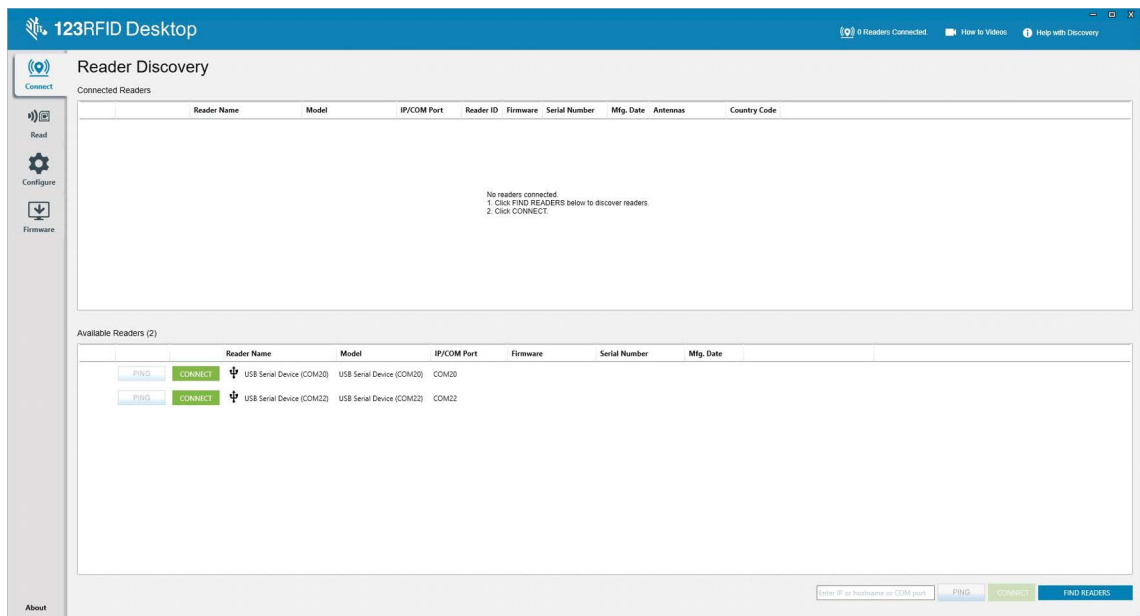 123RFID Desktop
0 Readers Connected. How to Videos Help with Discovery
Connect
Read
Configure
Firmware
About
Reader Discovery
Connected Readers
Reader Name Model IP/COM Port Reader ID Firmware Serial Number Mfg. Date Antennas Country Code
No readers connected.
1. Click FIND READERS below to discover readers.
2. Click CONNECT.
Available Readers (2)
Reader Name Model IP/COM Port Firmware Serial Number Mfg. Date
PING CONNECT USB Serial Device (COM20) USB Serial Device (COM20) COM20
PING CONNECT USB Serial Device (COM22) USB Serial Device (COM22) COM22
Enter IP or hostname or COM port PING CONNECT FIND READERS